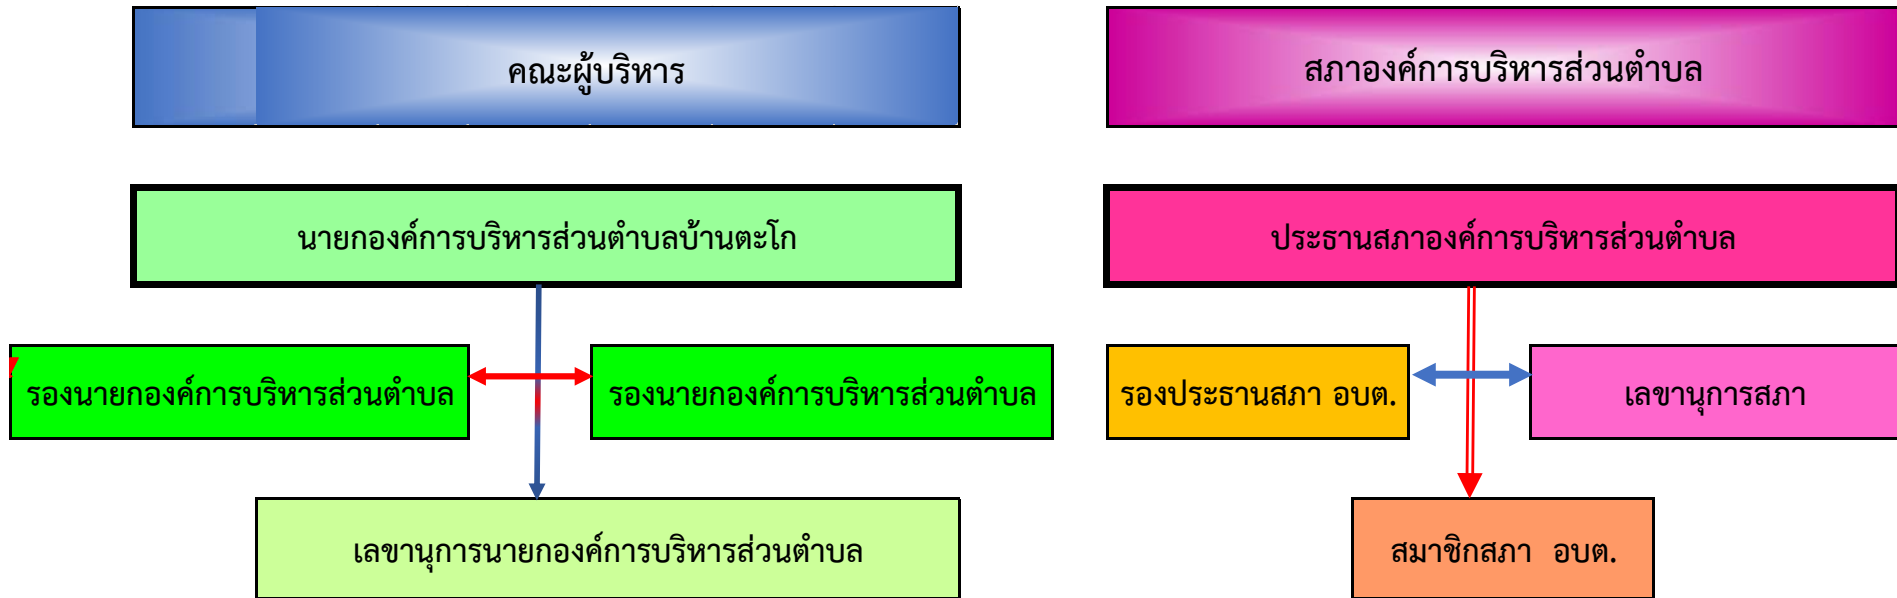 คณะผู้บริหาร
สภาองค์การบริหารส่วนตำบล
นายกองค์การบริหารส่วนตำบลบ้านตะโก
ประธานสภาองค์การบริหารส่วนตำบล
รองนายกองค์การบริหารส่วนตำบล
รองนายกองค์การบริหารส่วนตำบล
รองประธานสภา อบต.
เลขานุการสภา
เลขานุการนายกองค์การบริหารส่วนตำบล
สมาชิกสภา อบต.